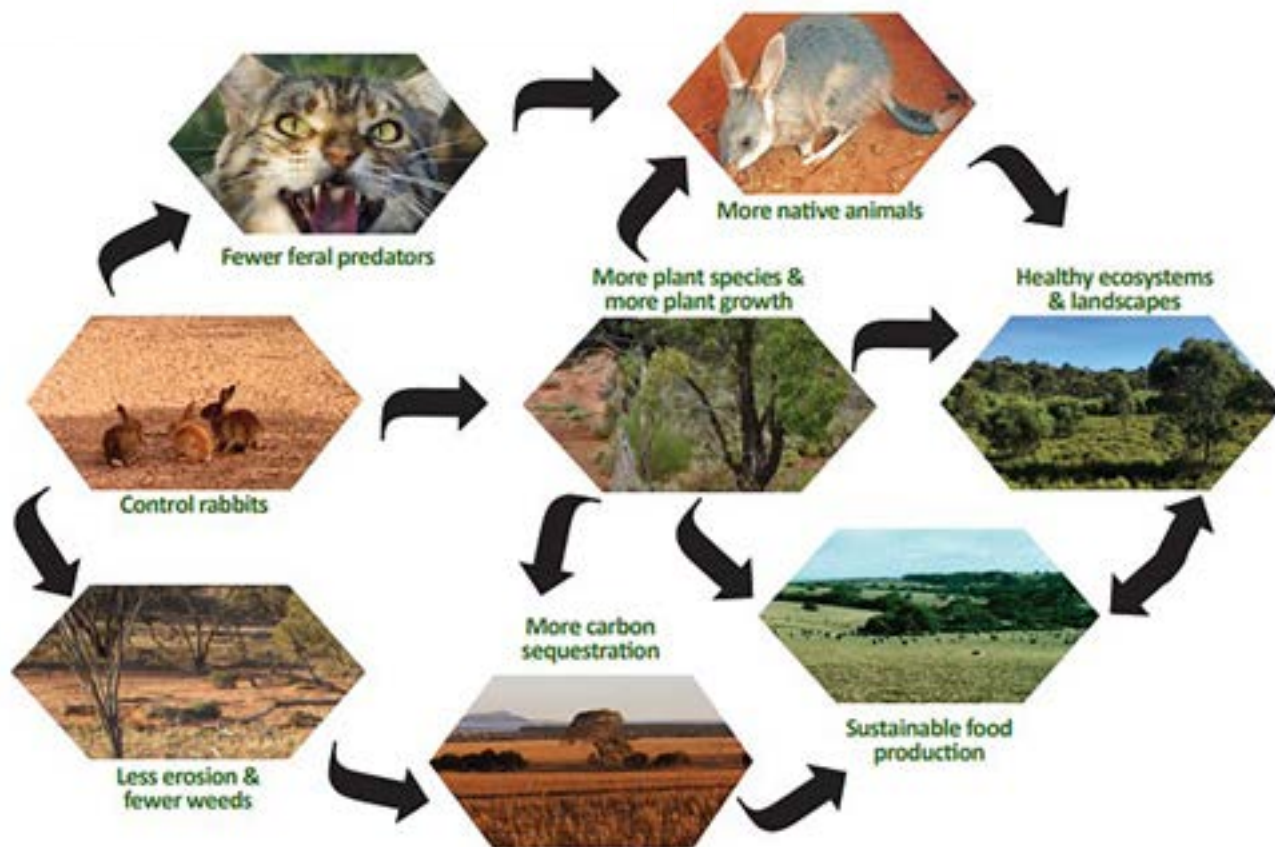 More native animals
Fewer feral predators
More plant species &
more plant growth
Healthy ecosystems
& landscapes
Control rabbits
More carbon
sequestration
Sustainable food
production
Less erosion &
fewer weeds